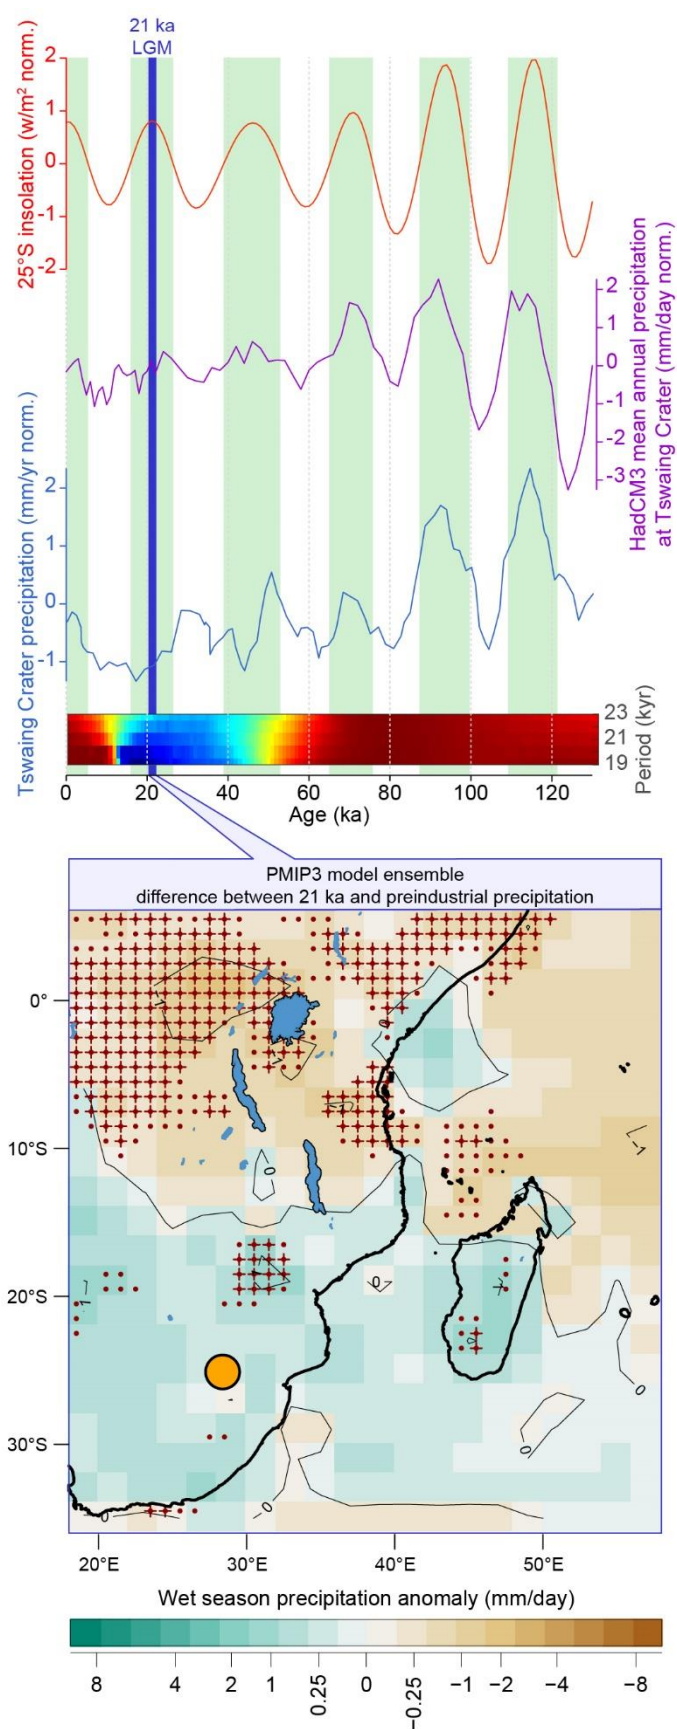 21 ka
LGM
25°S insolation (w/m² norm.)
2
1
0
-1
-2
HadCM3 mean annual precipitation
at Tswaing Crater (mm/day norm.)
2
1
0
-1
-2
-3
Tswaing Crater precipitation (mm/yr norm.)
2
1
0
-1
23
21
19
Period (kyr)
0 20 40 60 80 100 120
Age (ka)
PMIP3 model ensemble
difference between 21 ka and preindustrial precipitation
0°
10°S
20°S
30°S
20°E 30°E 40°E 50°E
Wet season precipitation anomaly (mm/day)
8 4 2 1 0.25 0 -0.25 −1 −2 −4 −8